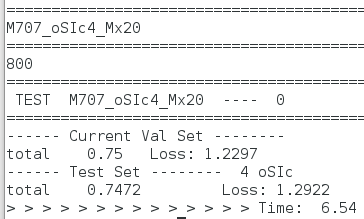 ========================================
M707_oSIc4_Mx20
========================================
800
========================================
 TEST  M707_oSIc4_Mx20  ----  0
========================================
------ Current Val Set --------
total    0.75   Loss: 1.2297
------ Test Set --------  4 oSIc
total    0.7472         Loss: 1.2922
> > > > > > > > > > > > > > Time:  6.54